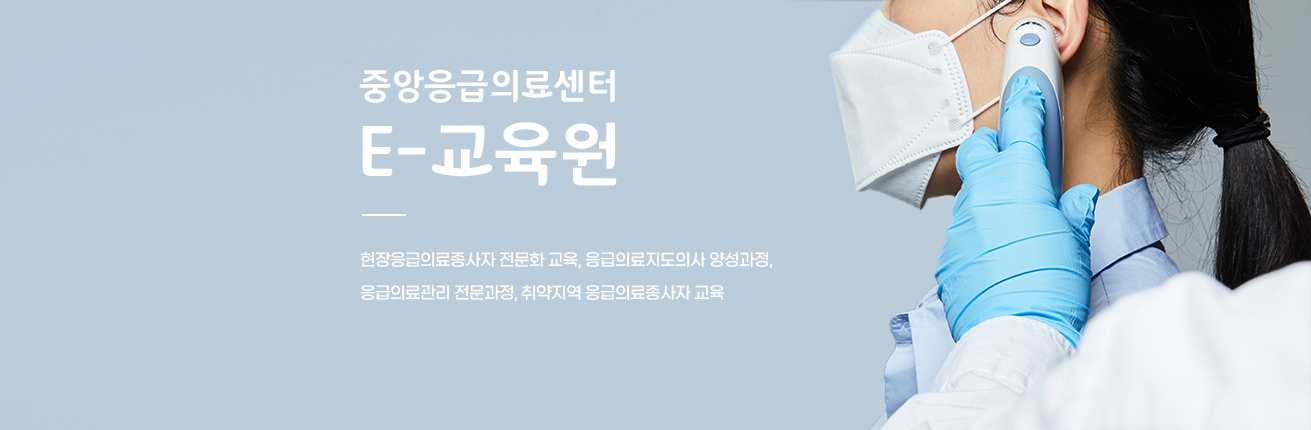 중앙응급의료센터
E-교육원
현장응급의료종사자 전문화 교육, 응급의료지도의사 양성과정,
응급의료관리 전문과정, 취약지역 응급의료종사자 교육